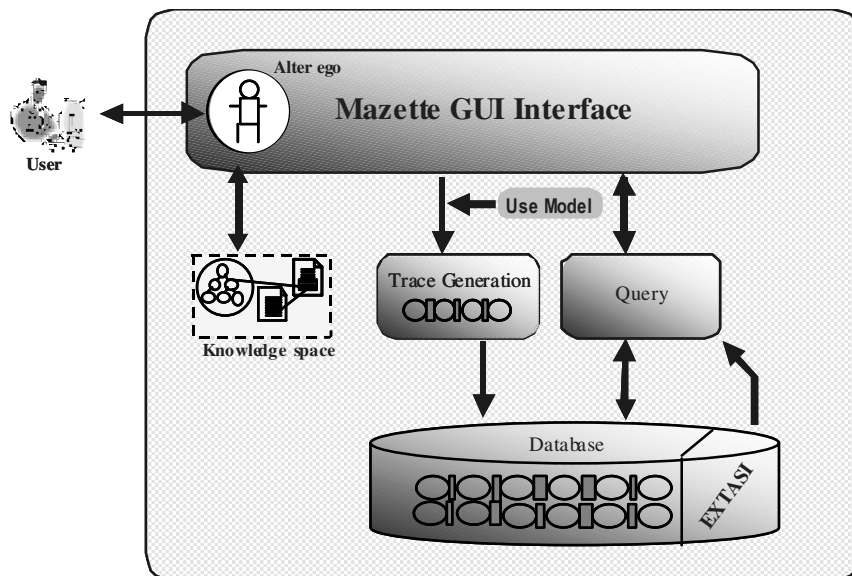 Alter ego
Mazette GUI Interface
User
Use Model
Trace Generation
Query
Knowledge space
Database
EXTASI